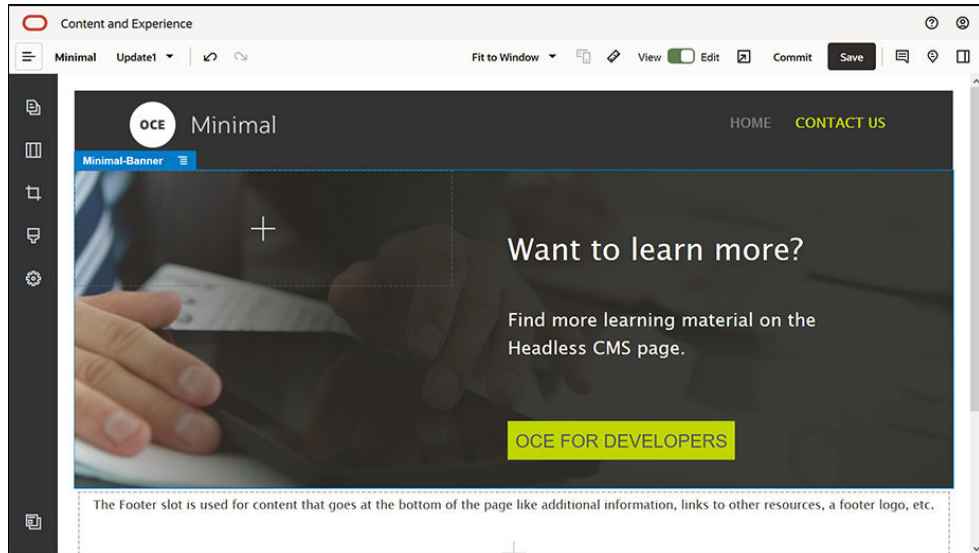 Content and Experience
Minimal Update1 Fit to Window View Edit Commit Save
OCE Minimal HOME CONTACT US
Minimal-Banner
Want to learn more?
Find more learning material on the
Headless CMS page.
OCE FOR DEVELOPERS
The Footer slot is used for content that goes at the bottom of the page like additional information, links to other resources, a footer logo, etc.